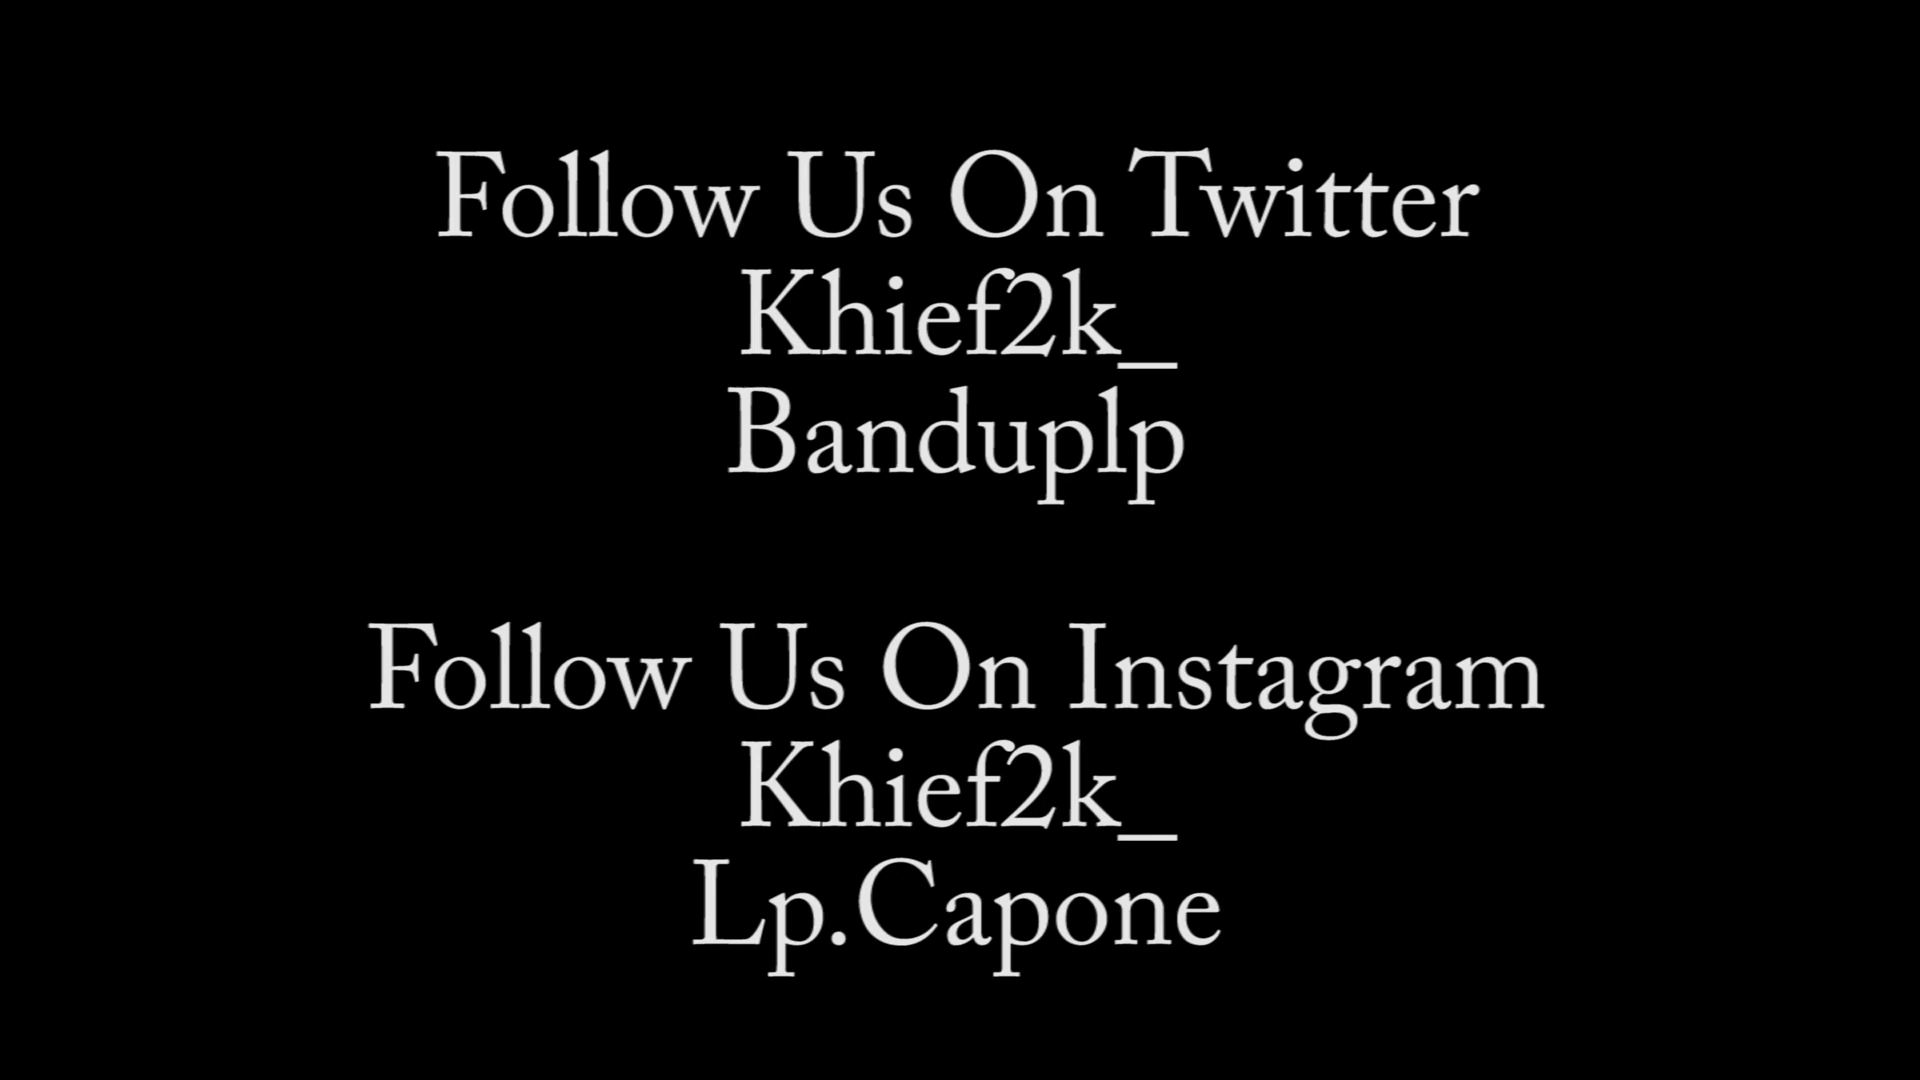 Follow Us On Twitter
Khief2k_
Banduplp
Follow Us On Instagram
Khief2k_
Lp.Capone